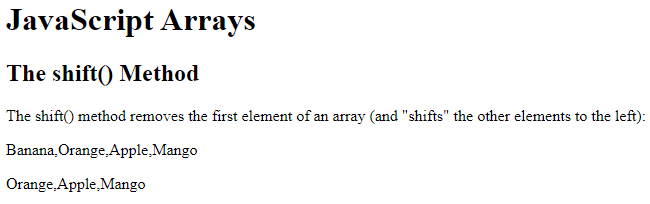 JavaScript Arrays
The shift() Method
The shift() method removes the first element of an array (and "shifts" the other elements to the left):
Banana,Orange,Apple,Mango
Orange,Apple,Mango